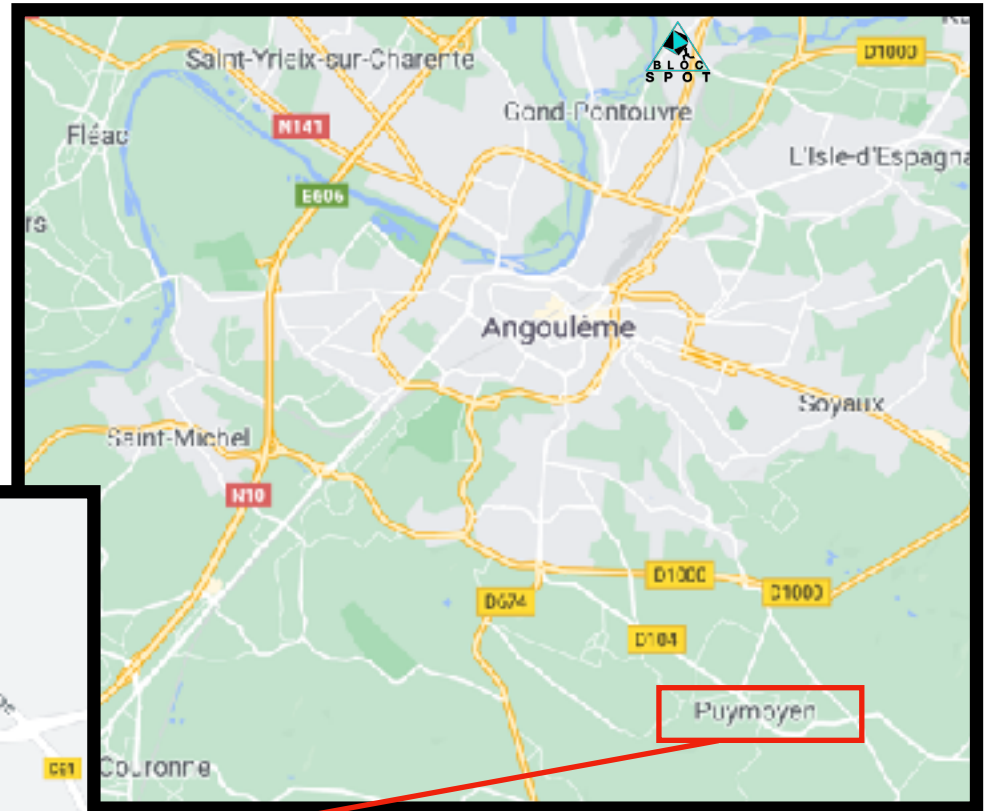 Saint-Yrieix-sur-Charente
BLOC
SPOT
D1000
Gond-Pontouvre
N141
Fléac
L'Isle-d'Espagna
E606
rs
Angoulême
Soyaux
Saint-Michel
N10
D1000
D1000
D674
D104
Puymoyen
Couronne